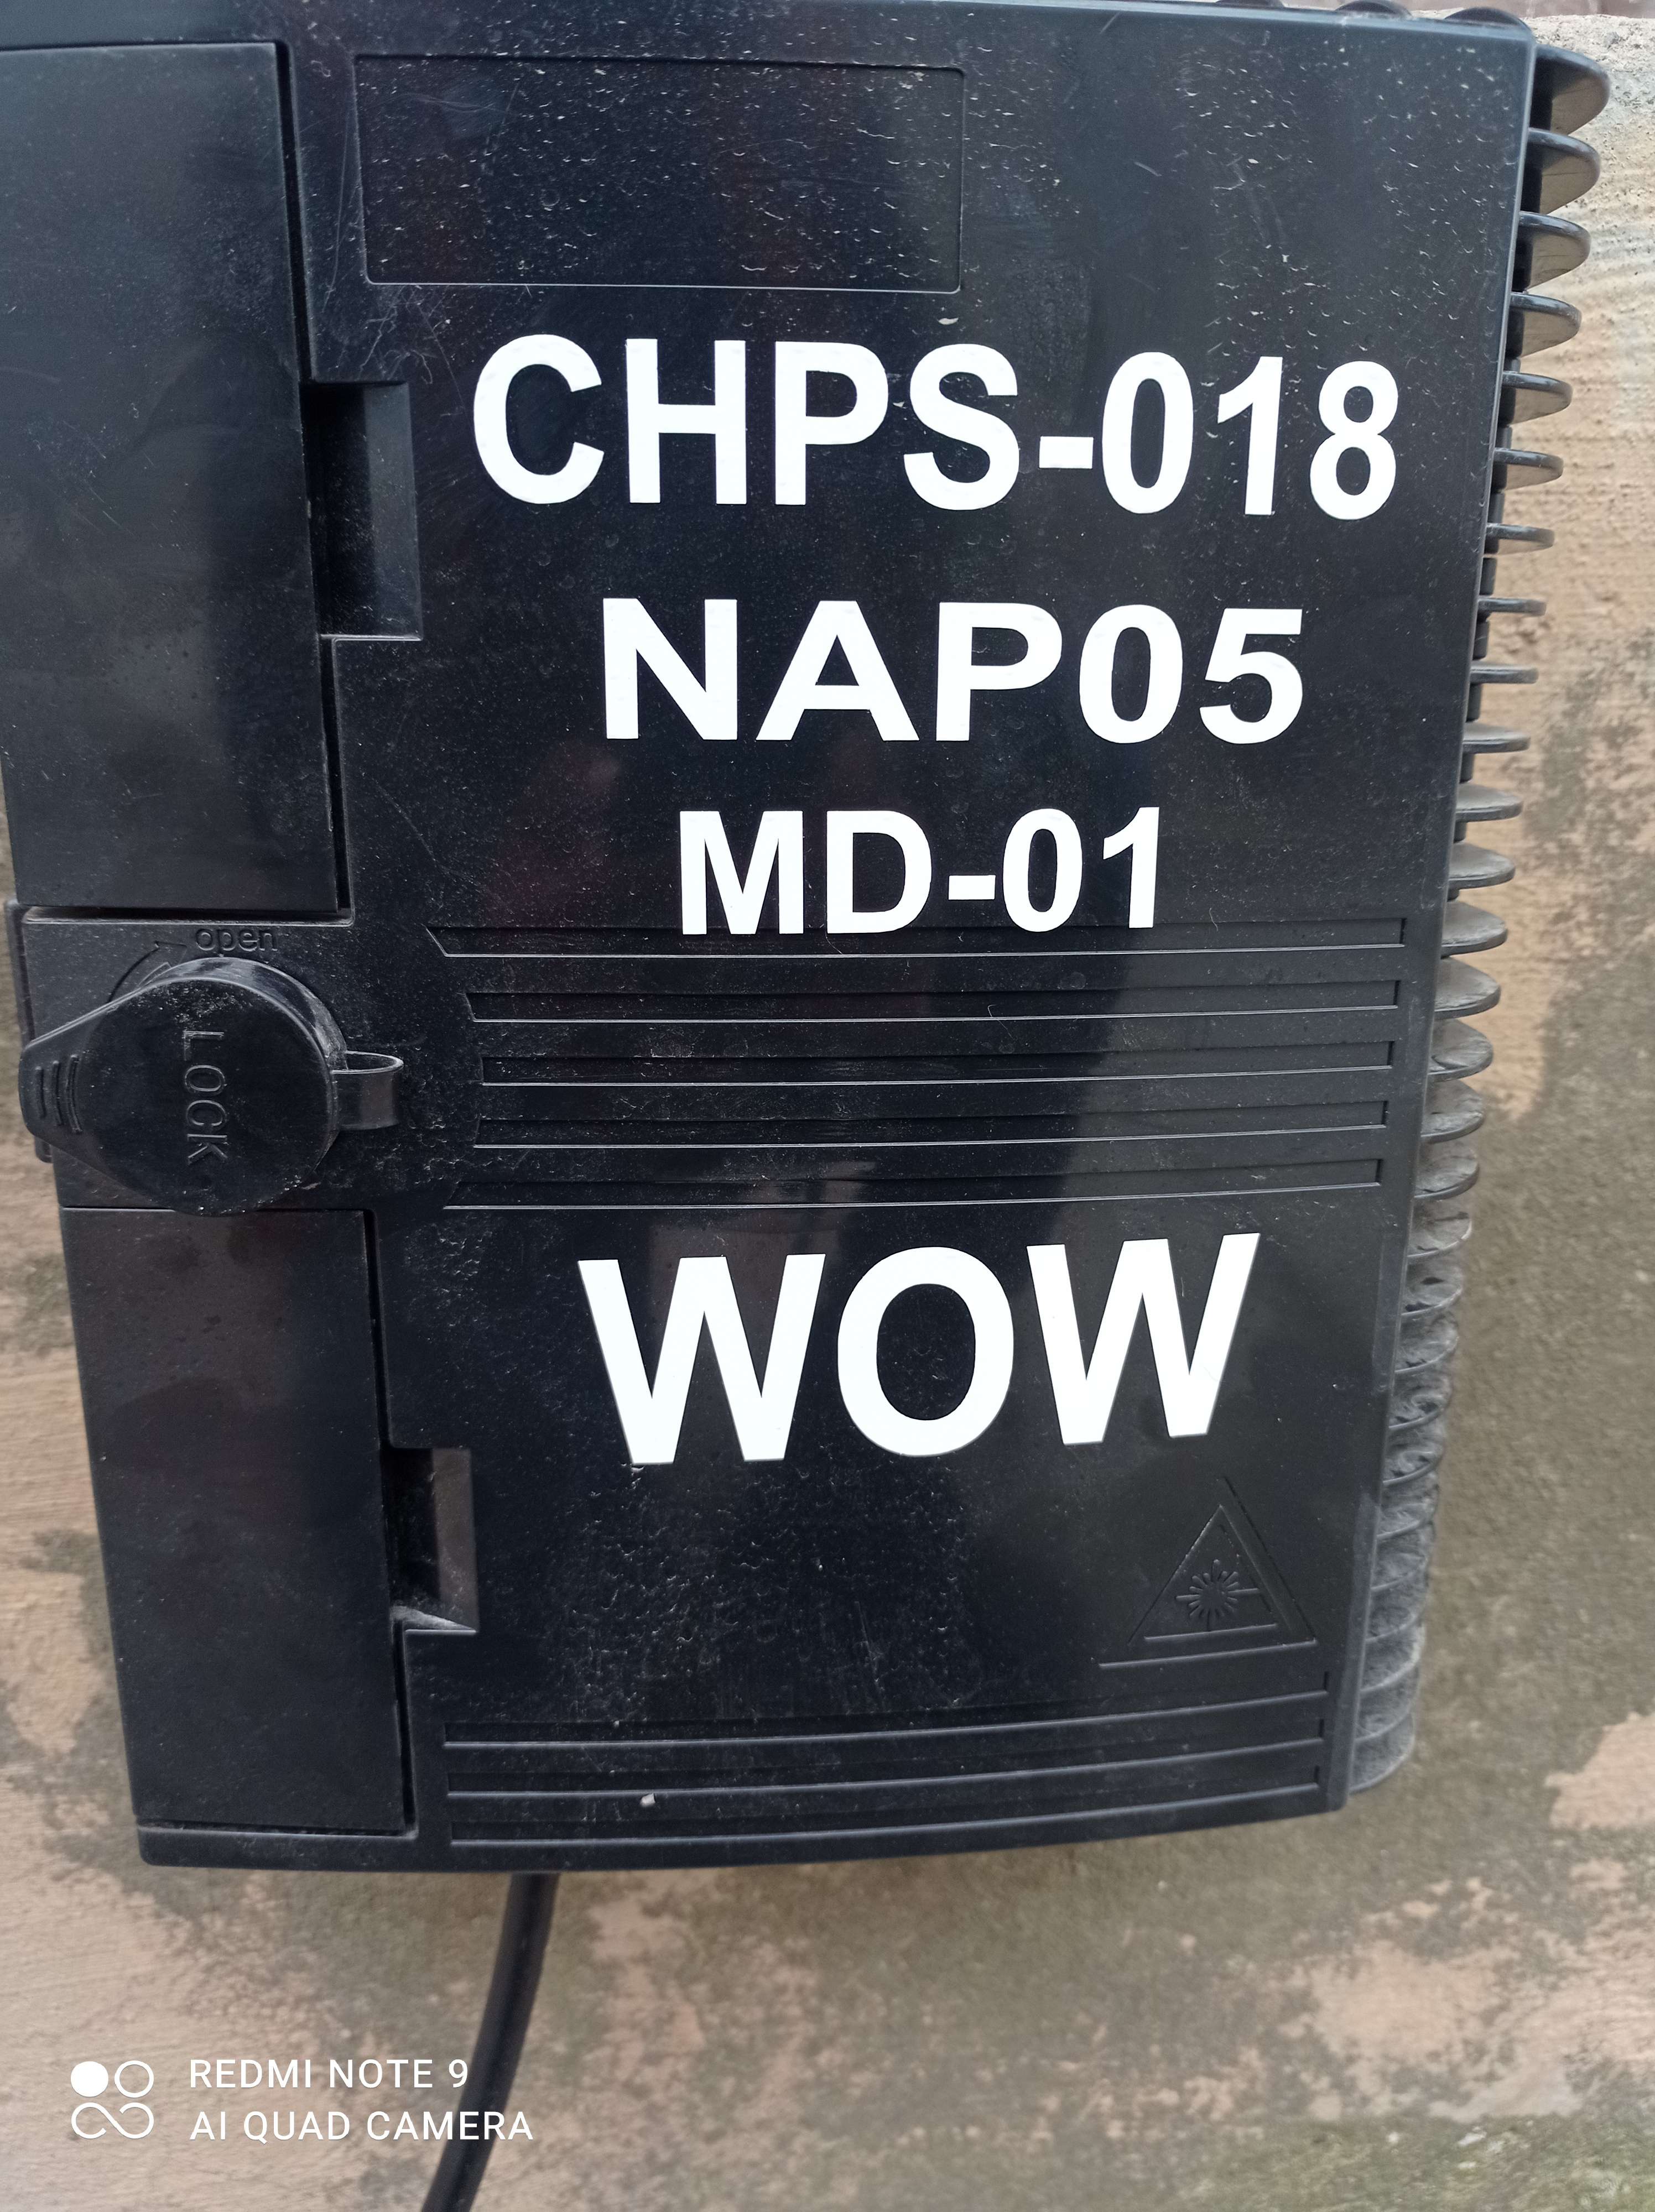 CHPS-018
NAP05
MD-01
open
LOCK
WOW
REDMI NOTE 9
AI QUAD CAMERA